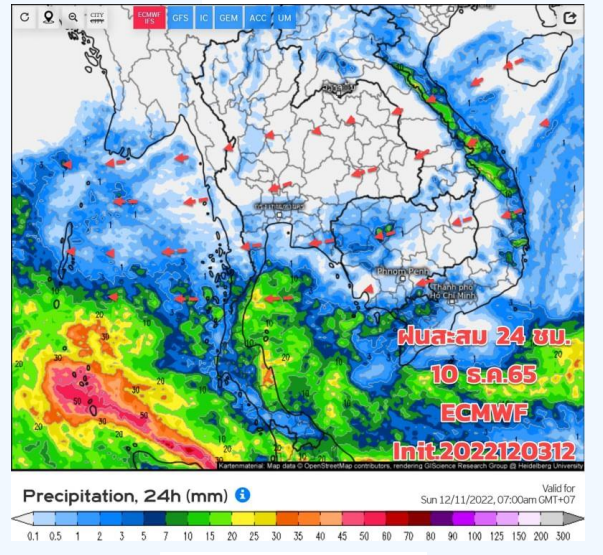 CITY
ECMWF IFS
GFS
IC
GEM
ACC
UM
Phnom Penh
Thành phố
Hồ Chí Minh
ฝนสะสม 24 ชม.
10 ธ.ค.65
ECMWF
Init.2022120312
Kartenmaterial: Map data © OpenStreetMap contributors, rendering GIScience Research Group @ Heidelberg University
Precipitation, 24h (mm)
Valid for
Sun 12/11/2022, 07:00am GMT+07
0.1 0.5 1 2 3 5 7 10 15 20 25 30 35 40 45 50 60 70 80 90 100 125 150 200 300